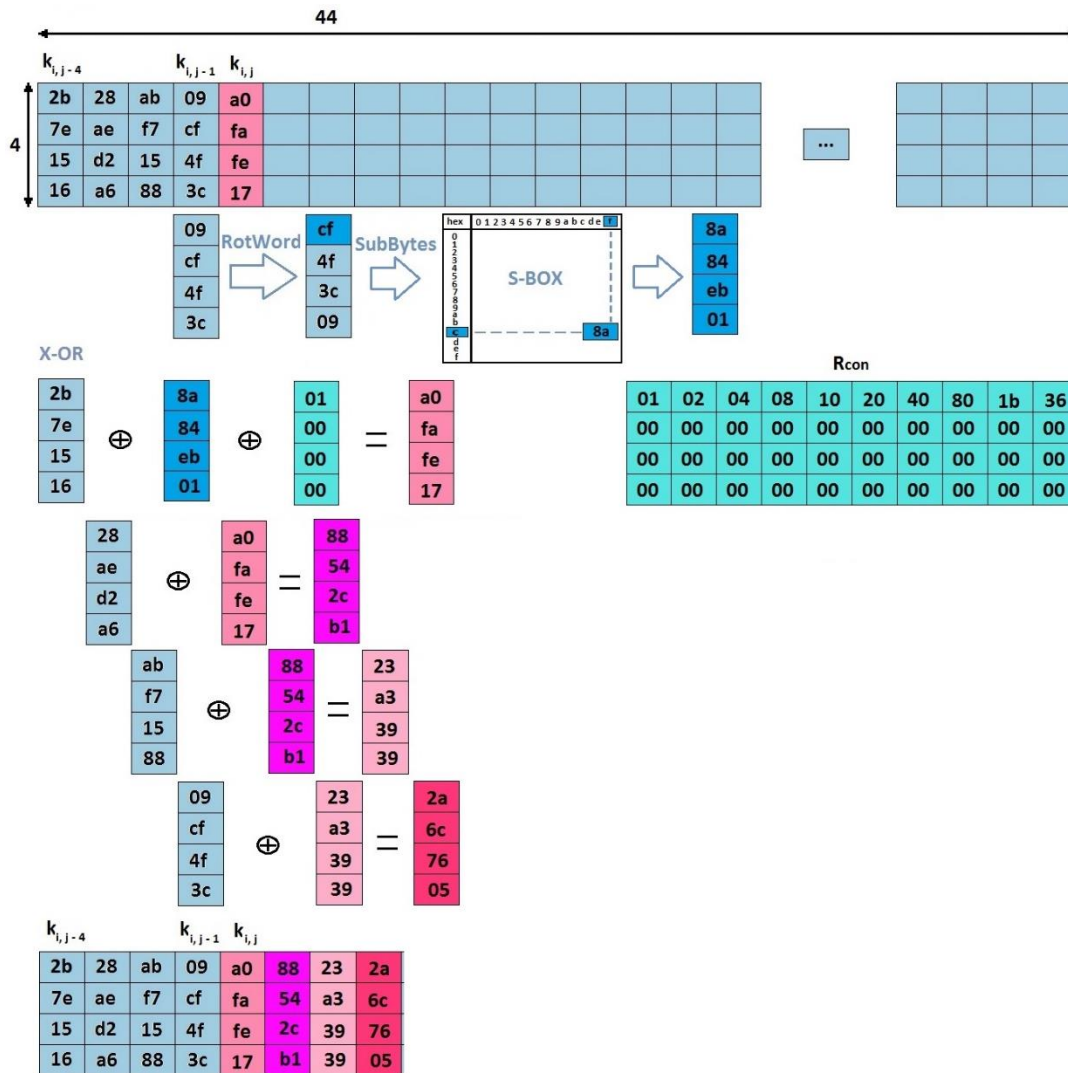 44
k i, j - 4 k i, j - 1 k i, j
2b 28 ab 09 a0
7e ae f7 cf fa
4 15 d2 15 4f fe ...
16 a6 88 3c 17
09 RotWord cf SubBytes hex 0 1 2 3 4 5 6 7 8 9 a b c d e f 8a
cf 4f 0 1 2 3 4 5 6 7 8 9 a b c d e f S-BOX 84
4f 3c 8a eb
3c 09 01
X-OR Rcon
2b 8a 01 a0 01 02 04 08 10 20 40 80 1b 36
7e ⊕ 84 ⊕ 00 = fa 00 00 00 00 00 00 00 00 00 00
15 eb 00 fe 00 00 00 00 00 00 00 00 00 00
16 01 00 17 00 00 00 00 00 00 00 00 00 00
28 a0 88
ae ⊕ fa = 54
d2 fe 2c
a6 17 b1
ab 88 23
f7 ⊕ 54 = a3
15 2c 39
88 b1 39
09 23 2a
cf ⊕ a3 = 6c
4f 39 76
3c 39 05
k i, j - 4 k i, j - 1 k i, j
2b 28 ab 09 a0 88 23 2a
7e ae f7 cf fa 54 a3 6c
15 d2 15 4f fe 2c 39 76
16 a6 88 3c 17 b1 39 05